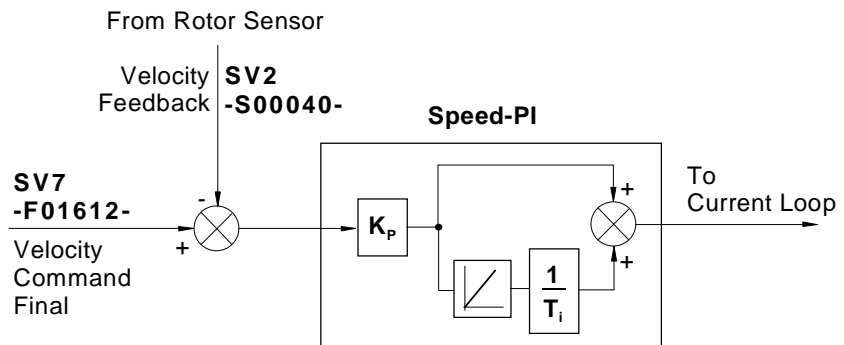 From Rotor Sensor
Velocity
Feedback
SV2
-S00040-
Speed-PI
SV7
-F01612-
-
+
Velocity
Command
Final
K_P
1
T_i
+
+
To
Current Loop